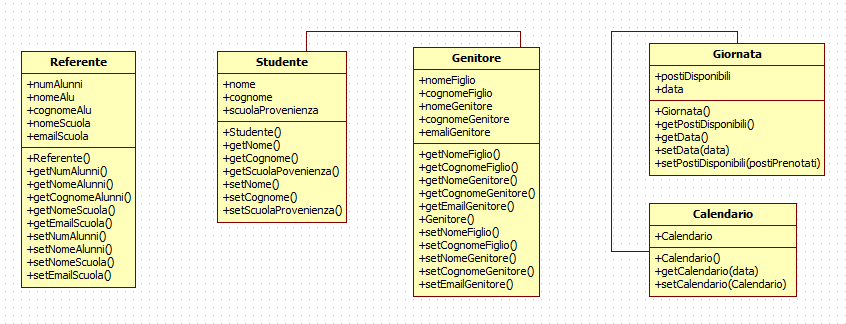 Referente
+numAlunni
+nomeAlu
+cognomeAlu
+nomeScuola
+emailScuola
+Referente()
+getNumAlunni()
+getNomeAlunni()
+getCognomeAlunni()
+getNomeScuola()
+getEmailScuola()
+setNumAlunni()
+setNomeAlunni()
+setNomeScuola()
+setEmailScuola()
Studente
+nome
+cognome
+scuolaProvenienza
+Studente()
+getNome()
+getCognome()
+getScuolaPovenienza()
+setNome()
+setCognome()
+setScuolaProvenienza()
Genitore
+nomeFiglio
+cognomeFiglio
+nomeGenitore
+cognomeGenitore
+emaliGenitore
+getNomeFiglio()
+getCognomeFiglio()
+getNomeGenitore()
+getCognomeGenitore()
+getEmailGenitore()
+Genitore()
+setNomeFiglio()
+setCognomeFiglio()
+setNomeGenitore()
+setCognomeGenitore()
+setEmailGenitore()
Giornata
+postiDisponibili
+data
+Giornata()
+getPostiDisponibili()
+getData()
+setData(data)
+setPostiDisponibili(postiPrenotati)
Calendario
+Calendario
+Calendario()
+getCalendario(data)
+setCalendario(Calendario)